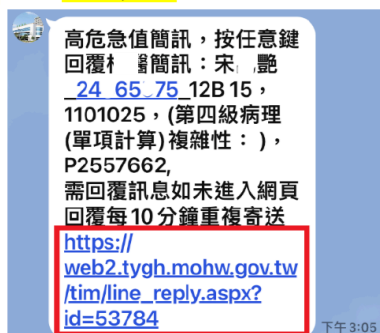 高危急值簡訊，按任意鍵
回覆 簡訊：宋 艷
_24 65 75_12B 15，
1101025，(第四級病理
(單項計算)複雜性： )，
P2557662,
需回覆訊息如未進入網頁
回覆每10分鐘重複寄送
https://
web2.tygh.mohw.gov.tw
/tim/line_reply.aspx?
id=53784
下午 3:05